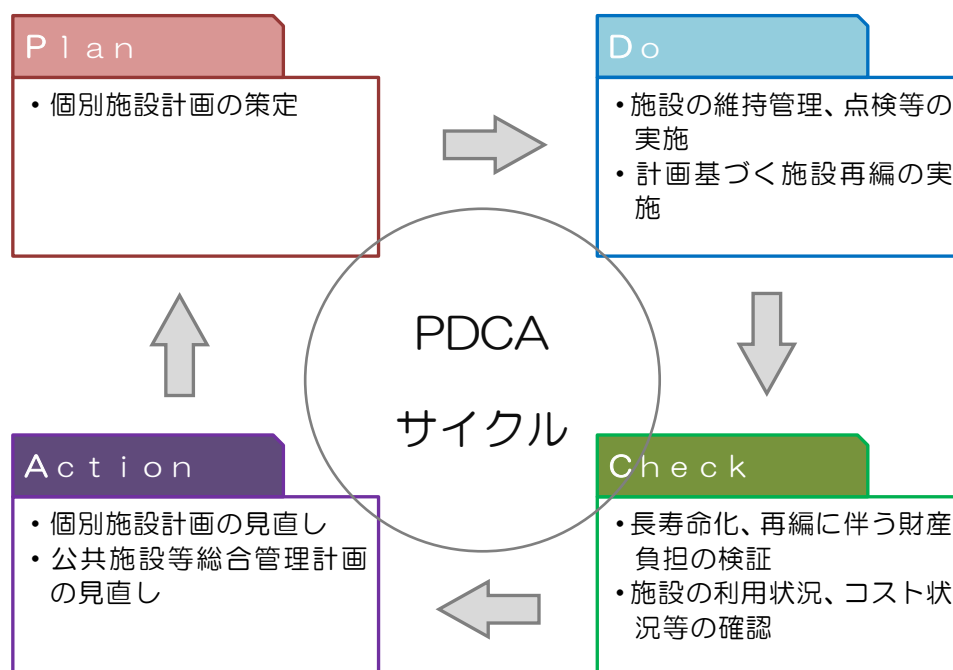 Plan
・個別施設計画の策定
Do
・施設の維持管理、点検等の
実施
・計画基づく施設再編の実
施
PDCA
サイクル
Action
・個別施設計画の見直し
・公共施設等総合管理計画
の見直し
Check
・長寿命化、再編に伴う財産
負担の検証
・施設の利用状況、コスト状
況等の確認